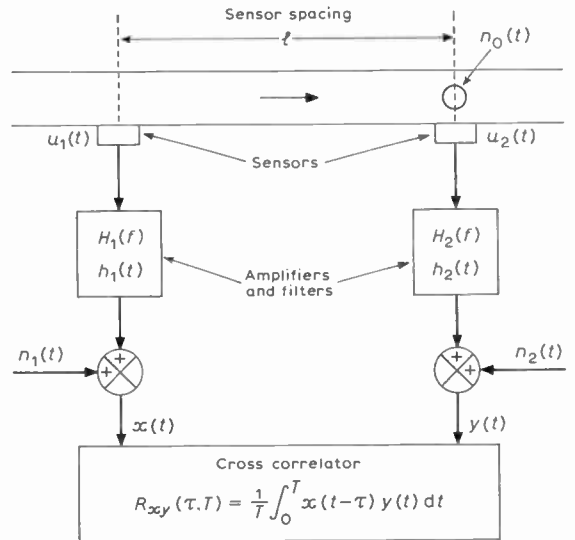 Sensor spacing
ℓ
n₀(t)
u₁(t)
u₂(t)
Sensors
H₁(f)
h₁(t)
H₂(f)
h₂(t)
Amplifiers
and filters
n₁(t)
+
+
+
+
n₂(t)
x(t)
y(t)
Cross correlator
Rₓᵧ(τ.T) = 1/T ∫₀ᵀ x(t−τ) y(t) dt